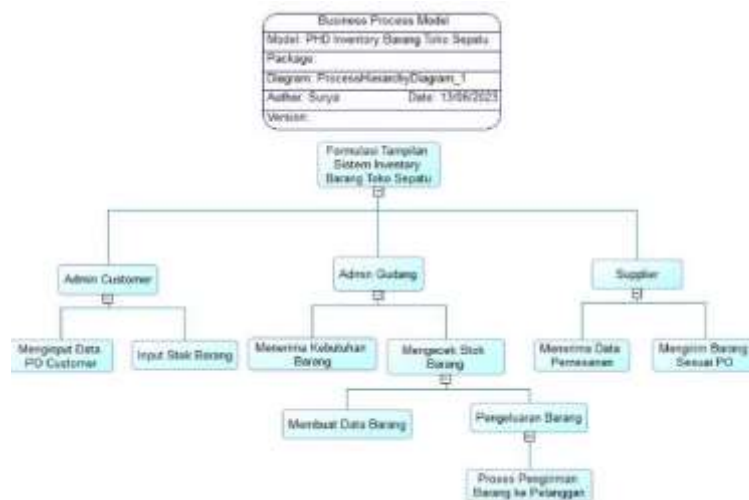 Business Process Model
Model: PHD Inventory Barang Toko Sepatu
Package:
Diagram: ProcessHierarchyDiagram_1
Author: Surya Date: 13/06/2023
Version:
Formulasi Tampilan
Sistem Inventory
Barang Toko Sepatu
Admin Customer
Admin Gudang
Supplier
Menginput Data
PO Customer
Input Stok Barang
Menerima Kebutuhan
Barang
Mengecek Stok
Barang
Menerima Data
Pemesanan
Mengirim Barang
Sesuai PO
Membuat Data Barang
Pengeluaran Barang
Proses Pengiriman
Barang ke Pelanggan